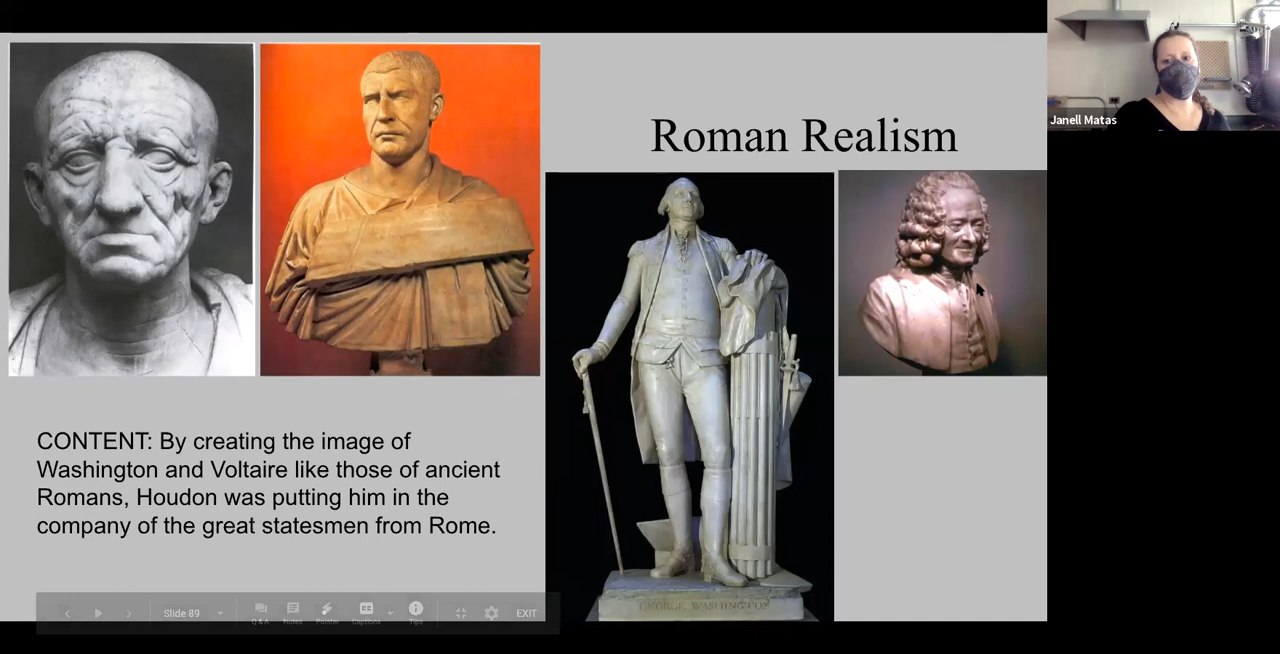 Janell Matas
Roman Realism
CONTENT: By creating the image of
Washington and Voltaire like those of ancient
Romans, Houdon was putting him in the
company of the great statesmen from Rome.
GEORGE WASHINGTON
Slide 89
Q & A
Notes
Pointer
Captions
Tips
EXIT